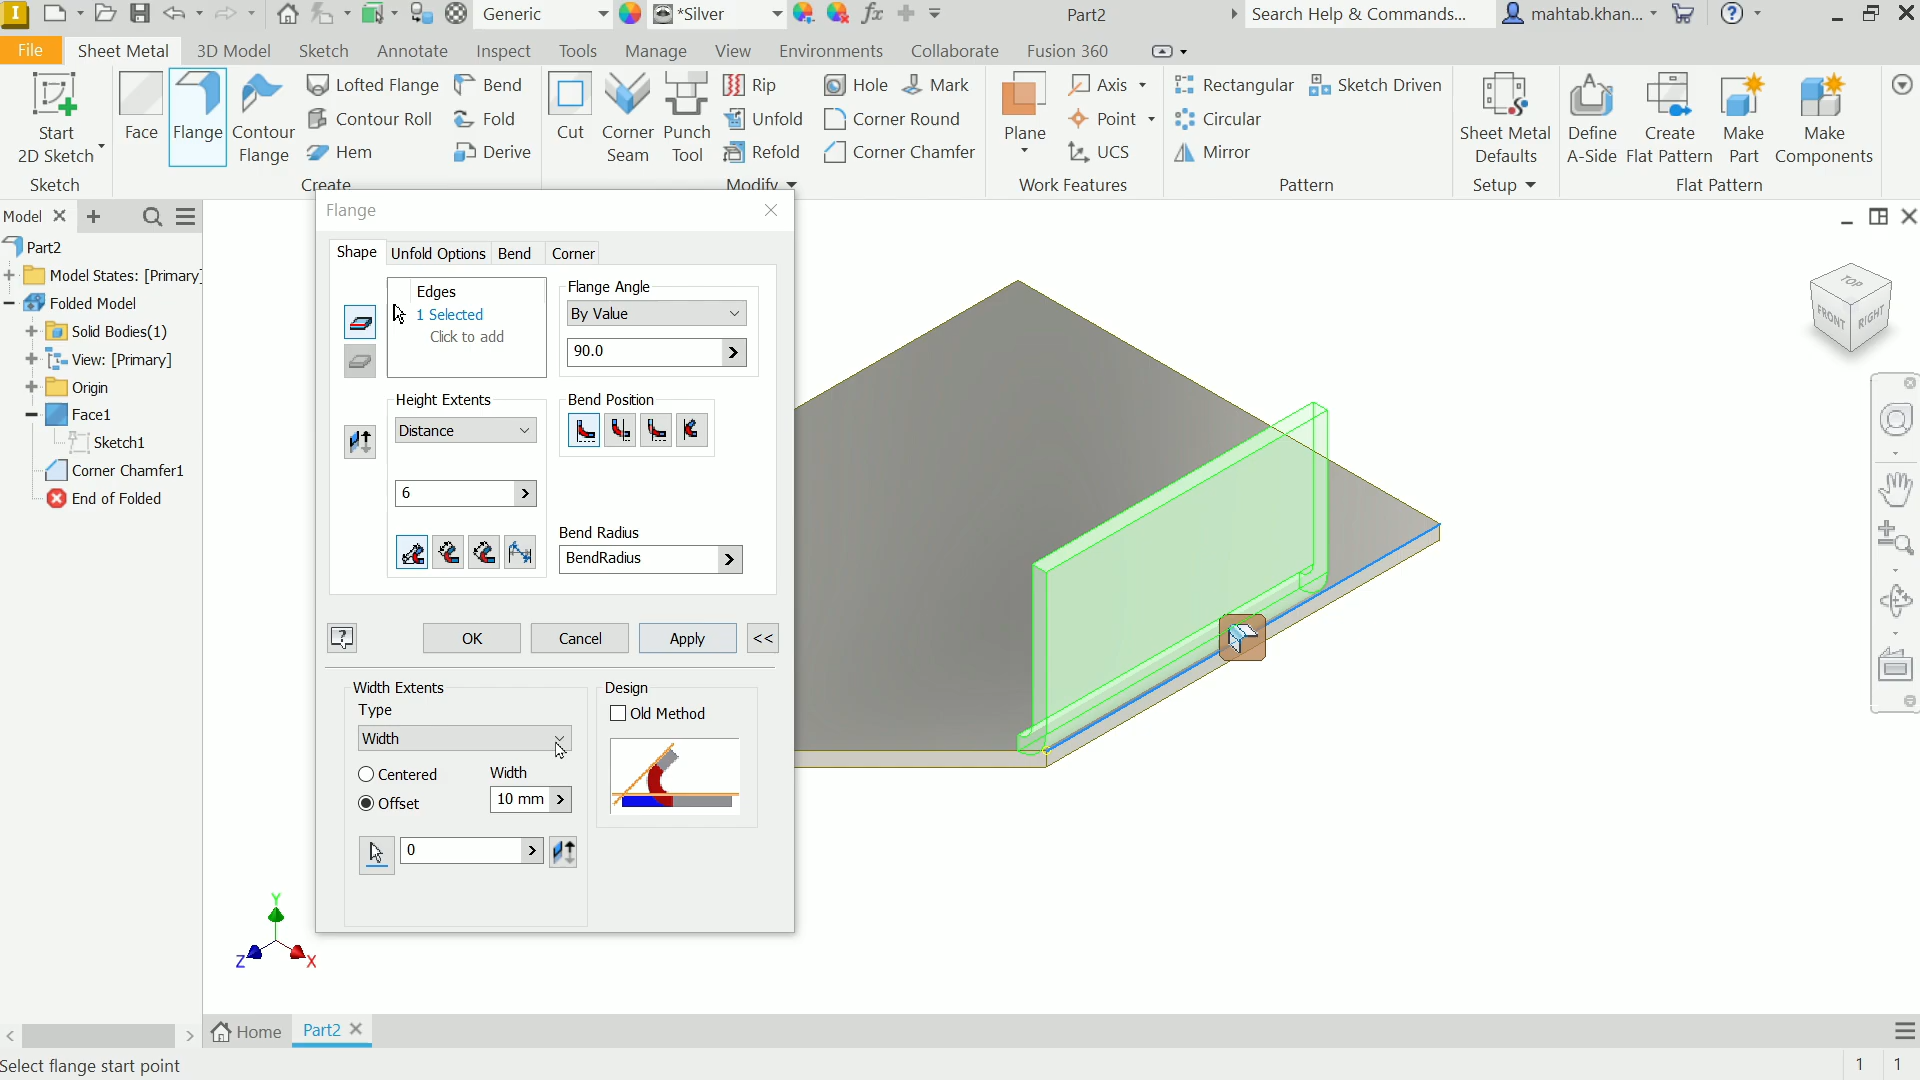 I Generic *Silver fx Part2 Search Help & Commands... mahtab.khan...
File Sheet Metal 3D Model Sketch Annotate Inspect Tools Manage View Environments Collaborate Fusion 360
Start
2D Sketch
Sketch
Face
Flange
Contour
Flange
Lofted Flange
Contour Roll
Hem
Bend
Fold
Derive
Create
Cut
Corner
Seam
Punch
Tool
Rip
Unfold
Refold
Hole
Mark
Corner Round
Corner Chamfer
Modify
Plane
Axis
Point
UCS
Work Features
Rectangular
Sketch Driven
Circular
Mirror
Pattern
Sheet Metal
Defaults
Setup
Define
A-Side
Create
Flat Pattern
Make
Part
Make
Components
Flat Pattern
Model
Part2
Model States: [Primary]
Folded Model
Solid Bodies(1)
View: [Primary]
Origin
Face1
Sketch1
Corner Chamfer1
End of Folded
Flange
Shape Unfold Options Bend Corner
Edges
1 Selected
Click to add
Flange Angle
By Value
90.0
Height Extents
Distance
6
Bend Position
Bend Radius
BendRadius
OK Cancel Apply <<
Width Extents
Type
Width
Centered
Offset
Width
10 mm
0
Design
Old Method
TOP
FRONT
RIGHT
Y
Z
X
Home Part2
Select flange start point
1 1